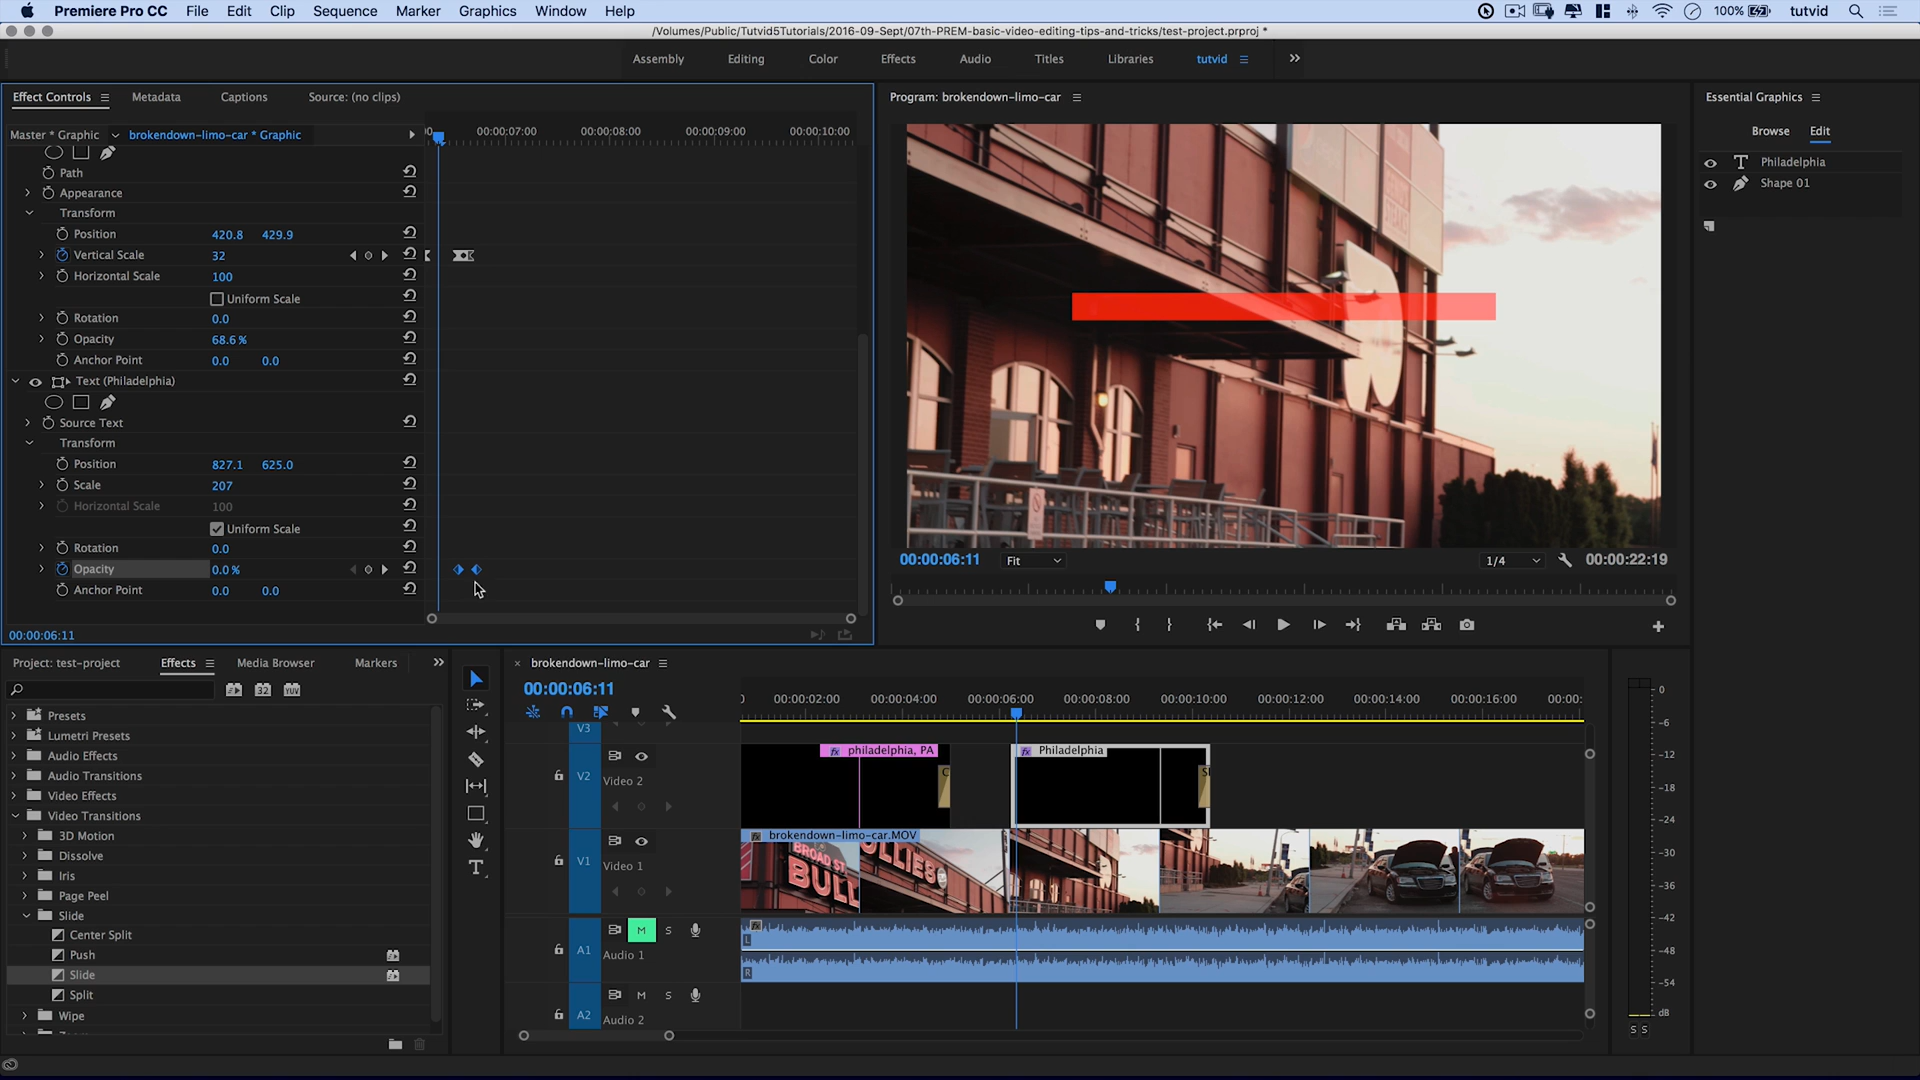 Premiere Pro CC File Edit Clip Sequence Marker Graphics Window Help 100% tutvid
/Volumes/Public/Tutvid5Tutorials/2016-09-Sept/07th-PREM-basic-video-editing-tips-and-tricks/test-project.prproj *
Assembly Editing Color Effects Audio Titles Libraries tutvid
Effect Controls Metadata Captions Source: (no clips)
Master * Graphic brokendown-limo-car * Graphic
00:00:07:00 00:00:08:00 00:00:09:00 00:00:10:00
Path
Appearance
Transform
Position 420.8 429.9
Vertical Scale 32
Horizontal Scale 100
Uniform Scale
Rotation 0.0
Opacity 68.6 %
Anchor Point 0.0 0.0
Text (Philadelphia)
Source Text
Transform
Position 827.1 625.0
Scale 207
Horizontal Scale 100
Uniform Scale
Rotation 0.0
Opacity 0.0 %
Anchor Point 0.0 0.0
00:00:06:11
Program: brokendown-limo-car
00:00:06:11 Fit 1/4 00:00:22:19
Essential Graphics
Browse Edit
Philadelphia
Shape 01
Project: test-project Effects Media Browser Markers
32 YUV
Presets
Lumetri Presets
Audio Effects
Audio Transitions
Video Effects
Video Transitions
3D Motion
Dissolve
Iris
Page Peel
Slide
Center Split
Push
Slide
Split
Wipe
brokendown-limo-car
00:00:06:11
00:00:02:00 00:00:04:00 00:00:06:00 00:00:08:00 00:00:10:00 00:00:12:00 00:00:14:00 00:00:16:00 00:00:
V3
fx philadelphia, PA fx Philadelphia
V2 Video 2
fx brokendown-limo-car.MOV
V1 Video 1
BROAD ST
BULL
OLLIES
M S
A1 Audio 1
L
R
M S
A2 Audio 2
0
-6
-12
-18
-24
-30
-36
-42
-48
-54
dB
S S